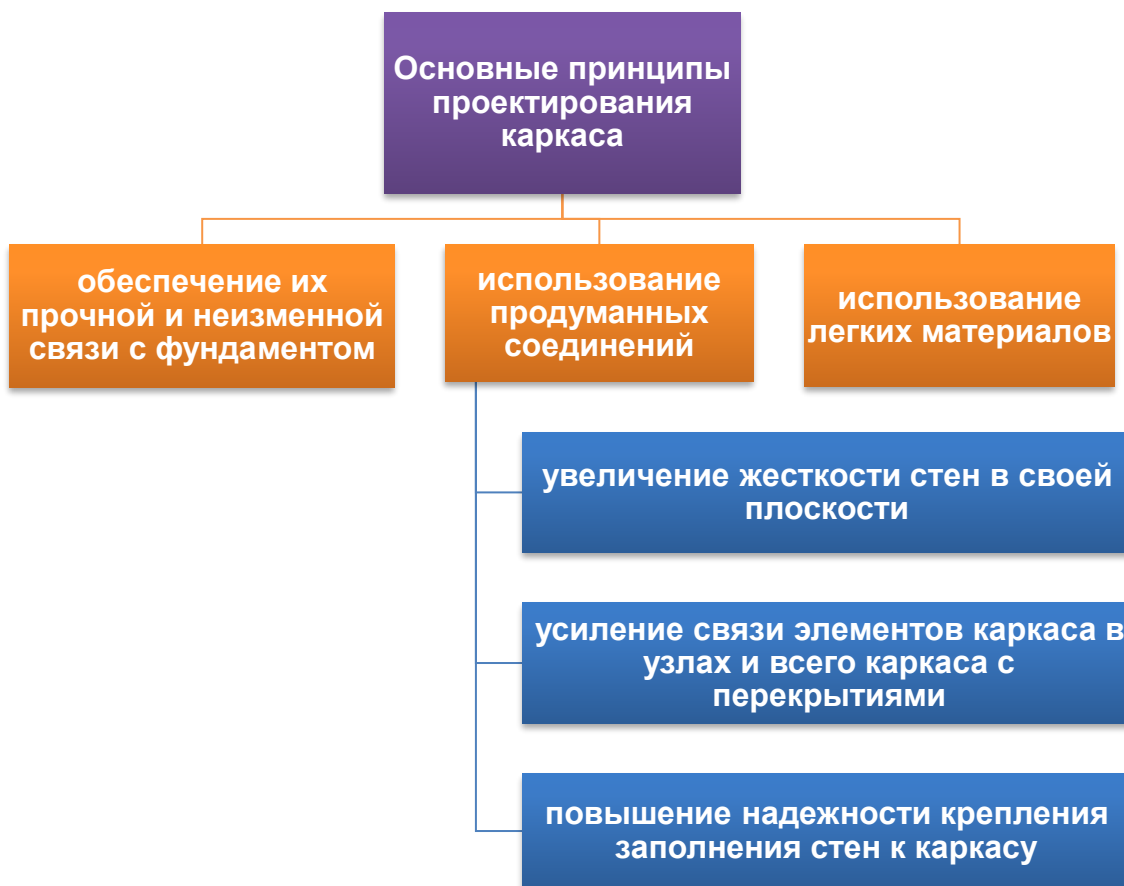 Основные принципы
проектирования
каркаса
обеспечение их
прочной и неизменной
связи с фундаментом
использование
продуманных
соединений
использование
легких материалов
увеличение жесткости стен в своей
плоскости
усиление связи элементов каркаса в
узлах и всего каркаса с
перекрытиями
повышение надежности крепления
заполнения стен к каркасу